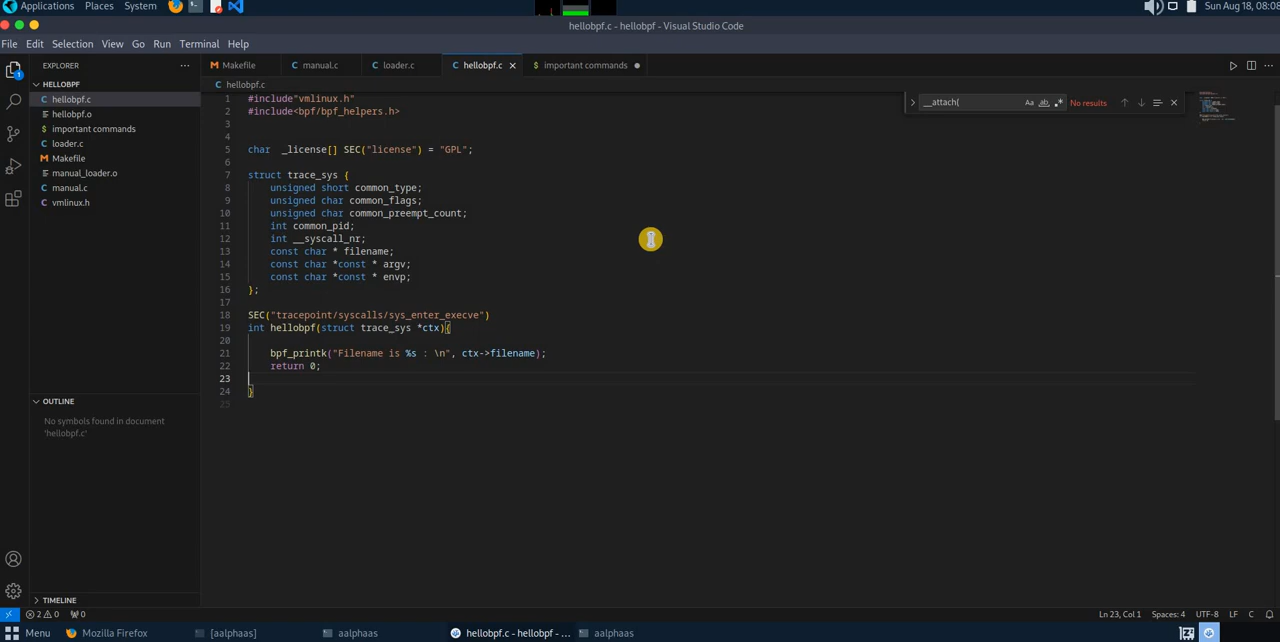 Applications Places System Sun Aug 18, 08:08
hellobpf.c - hellobpf - Visual Studio Code
File Edit Selection View Go Run Terminal Help
EXPLORER
HELLOBPF
hellobpf.c
hellobpf.o
important commands
loader.c
Makefile
manual_loader.o
manual.c
vmlinux.h
OUTLINE
No symbols found in document
'hellobpf.c'
TIMELINE
Makefile manual.c loader.c hellobpf.c important commands
hellobpf.c
__attach( Aa ab No results
1 #include"vmlinux.h"
2 #include<bpf/bpf_helpers.h>
3
4
5 char  _license[] SEC("license") = "GPL";
6
7 struct trace_sys {
8 unsigned short common_type;
9 unsigned char common_flags;
10 unsigned char common_preempt_count;
11 int common_pid;
12 int __syscall_nr;
13 const char * filename;
14 const char *const * argv;
15 const char *const * envp;
16 };
17
18 SEC("tracepoint/syscalls/sys_enter_execve")
19 int hellobpf(struct trace_sys *ctx){
20
21 bpf_printk("Filename is %s : \n", ctx->filename);
22 return 0;
23
24 }
25
2 0 0 Ln 23, Col 1 Spaces: 4 UTF-8 LF C
Menu Mozilla Firefox [aalphaas] aalphaas hellobpf.c - hellobpf - ... aalphaas